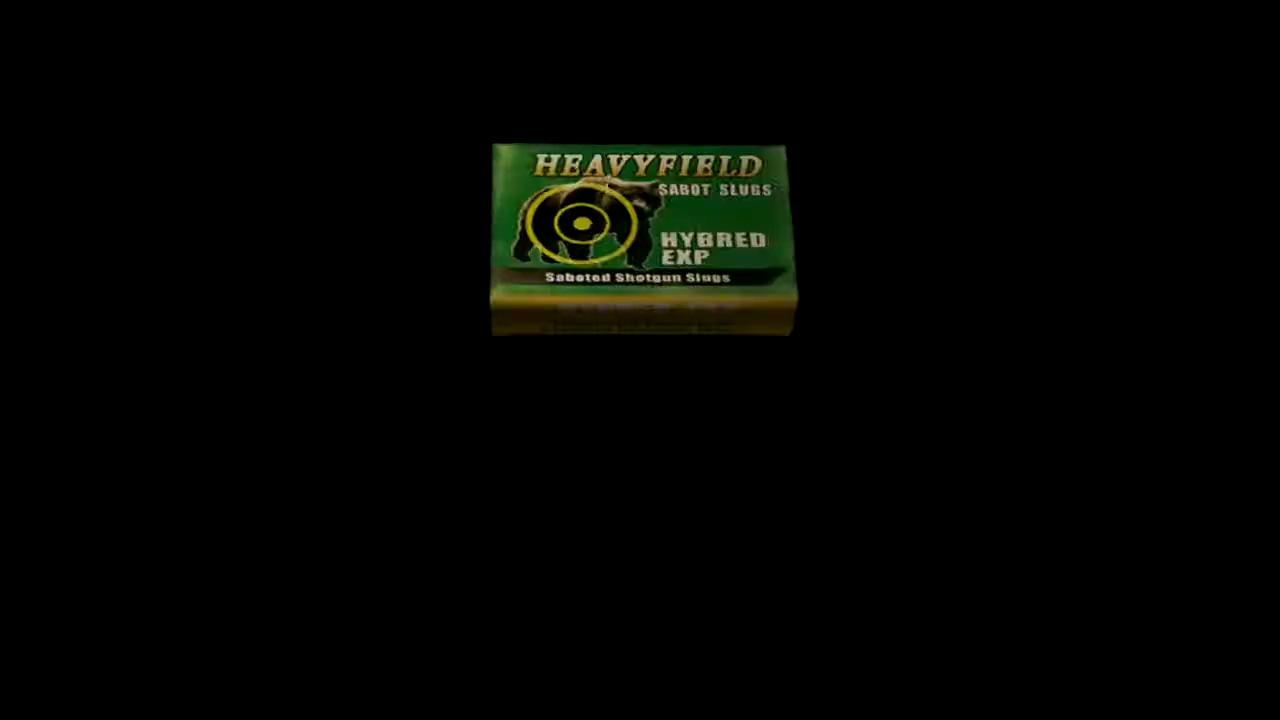 HEAVYFIELD
SABOT SLUGS
HYBRED
EXP
Saboted Shotgun Slugs